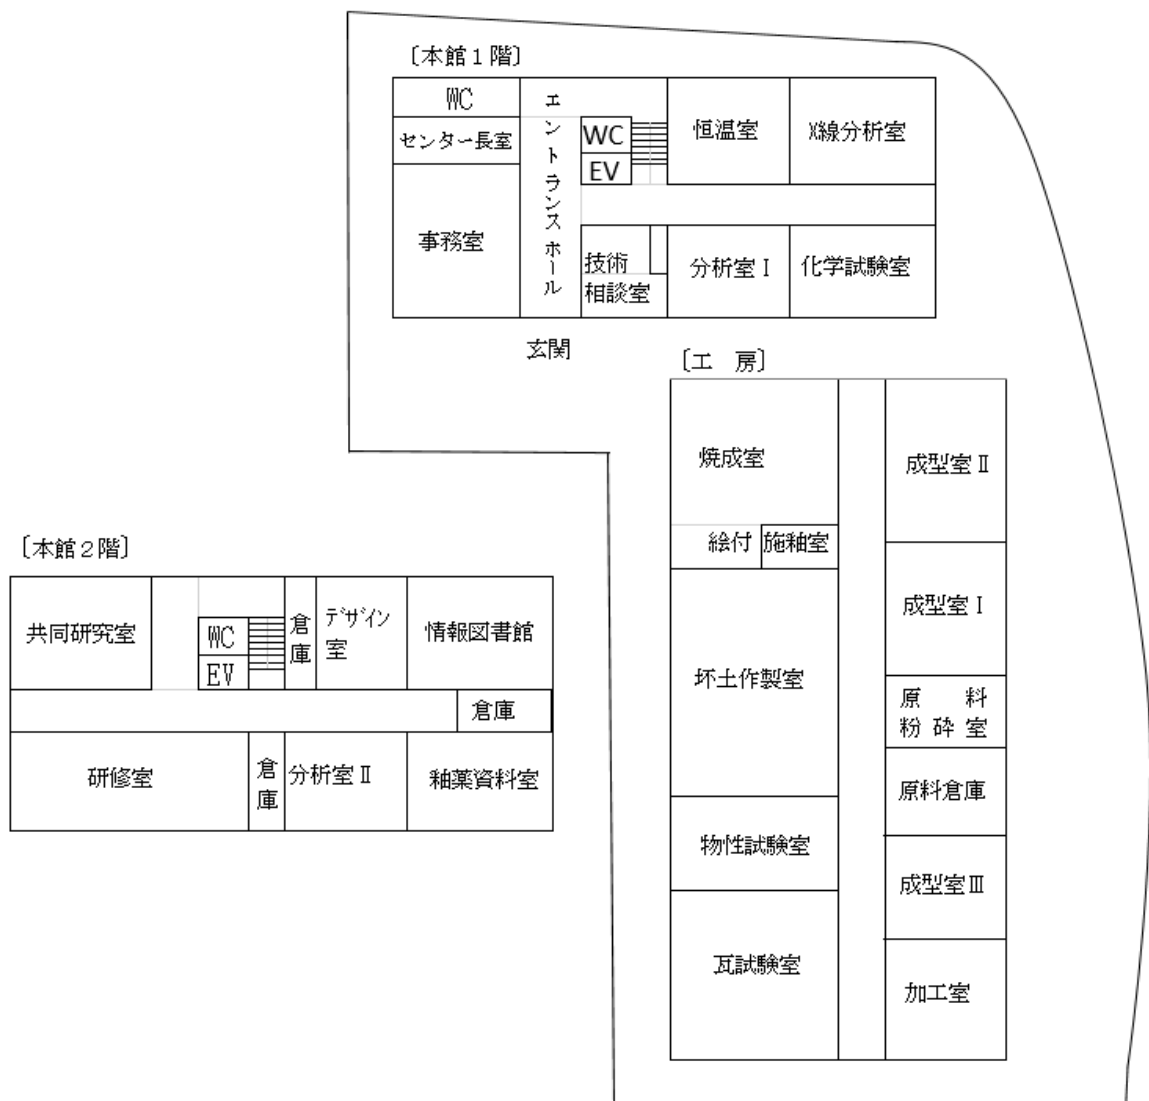 〔本館１階〕
WC
センター長室
事務室
エントランスホール
WC
EV
恒温室
X線分析室
技術
相談室
分析室Ⅰ
化学試験室
玄関
〔工　房〕
焼成室
絵付
施釉室
坏土作製室
物性試験室
瓦試験室
成型室Ⅱ
成型室Ⅰ
原　料
粉砕室
原料倉庫
成型室Ⅲ
加工室
〔本館２階〕
共同研究室
WC
EV
倉庫
デザイン
室
情報図書館
倉庫
研修室
倉庫
分析室Ⅱ
釉薬資料室